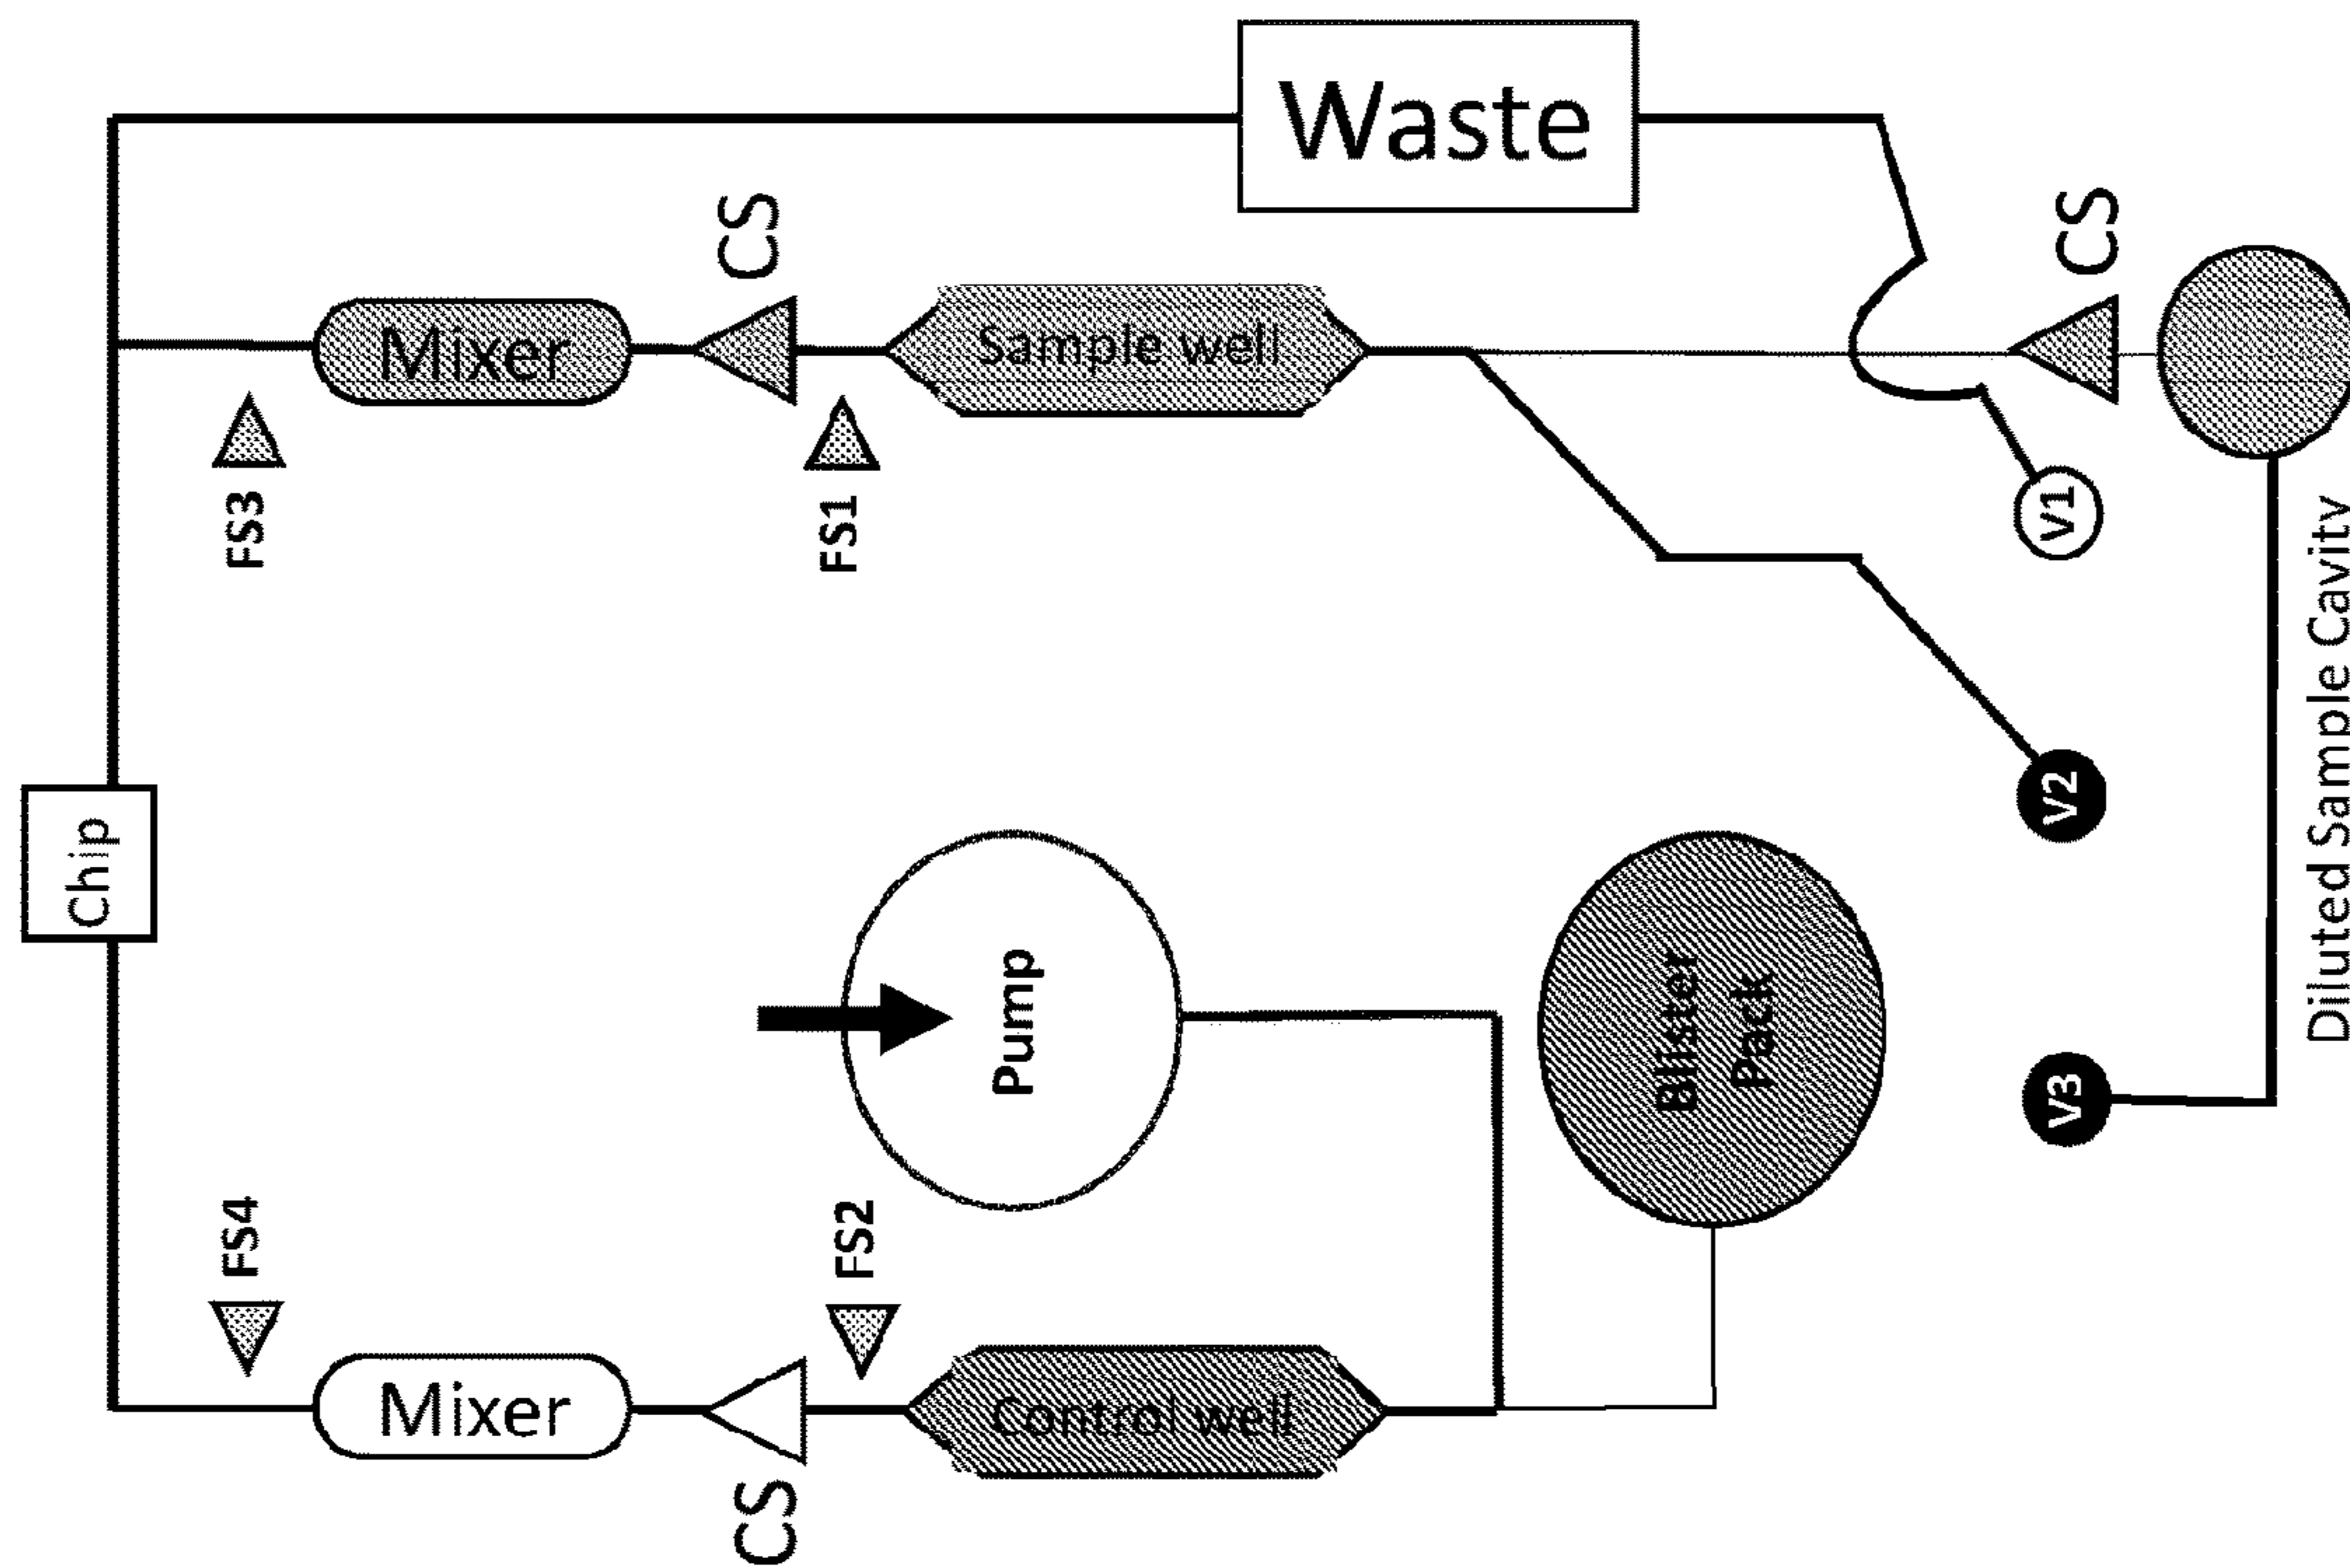 Waste
CS
CS
Mixer
Sample well
FS3
FS1
V1
Diluted Sample Cavity
V2
Chip
Pump
Blister
Pack
V3
FS4
FS2
Mixer
Control well
CS